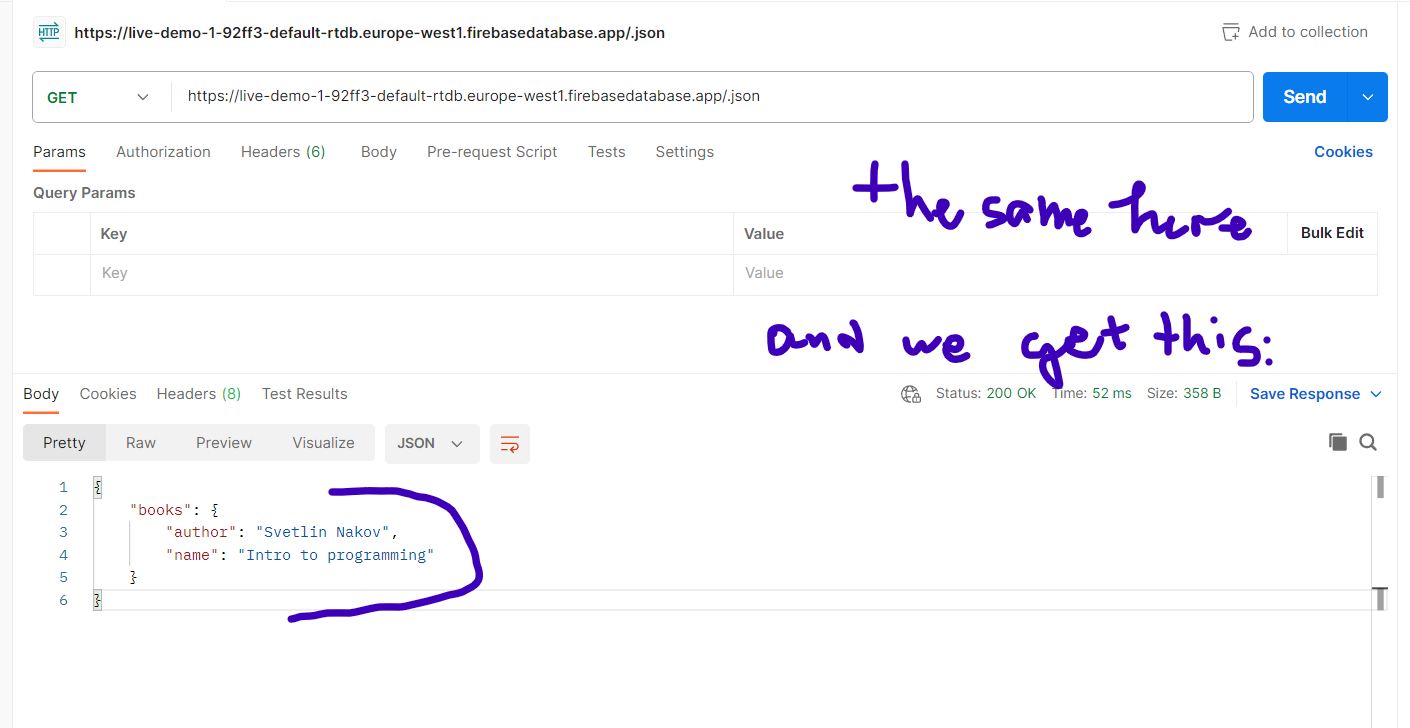 HTTP https://live-demo-1-92ff3-default-rtdb.europe-west1.firebasedatabase.app/.json Add to collection
GET https://live-demo-1-92ff3-default-rtdb.europe-west1.firebasedatabase.app/.json Send
Params Authorization Headers (6) Body Pre-request Script Tests Settings Cookies
the same here
Query Params
Key Value Bulk Edit
Key Value
and we get this:
Body Cookies Headers (8) Test Results Status: 200 OK Time: 52 ms Size: 358 B Save Response
Pretty Raw Preview Visualize JSON
1 {
2 "books": {
3 "author": "Svetlin Nakov",
4 "name": "Intro to programming"
5 }
6 }